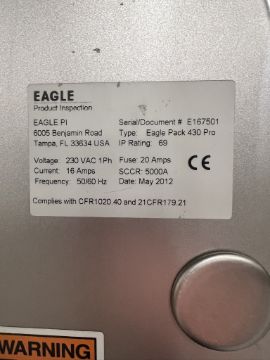 EAGLE
Product Inspection
EAGLE PI Serial/Document # E167501
6005 Benjamin Road Type: Eagle Pack 430 Pro
Tampa, FL 33634 USA IP Rating: 69
Voltage: 230 VAC 1Ph Fuse: 20 Amps
Current: 16 Amps SCCR: 5000A
Frequency: 50/60 Hz Date: May 2012
CE
Complies with CFR1020.40 and 21CFR179.21
WARNING